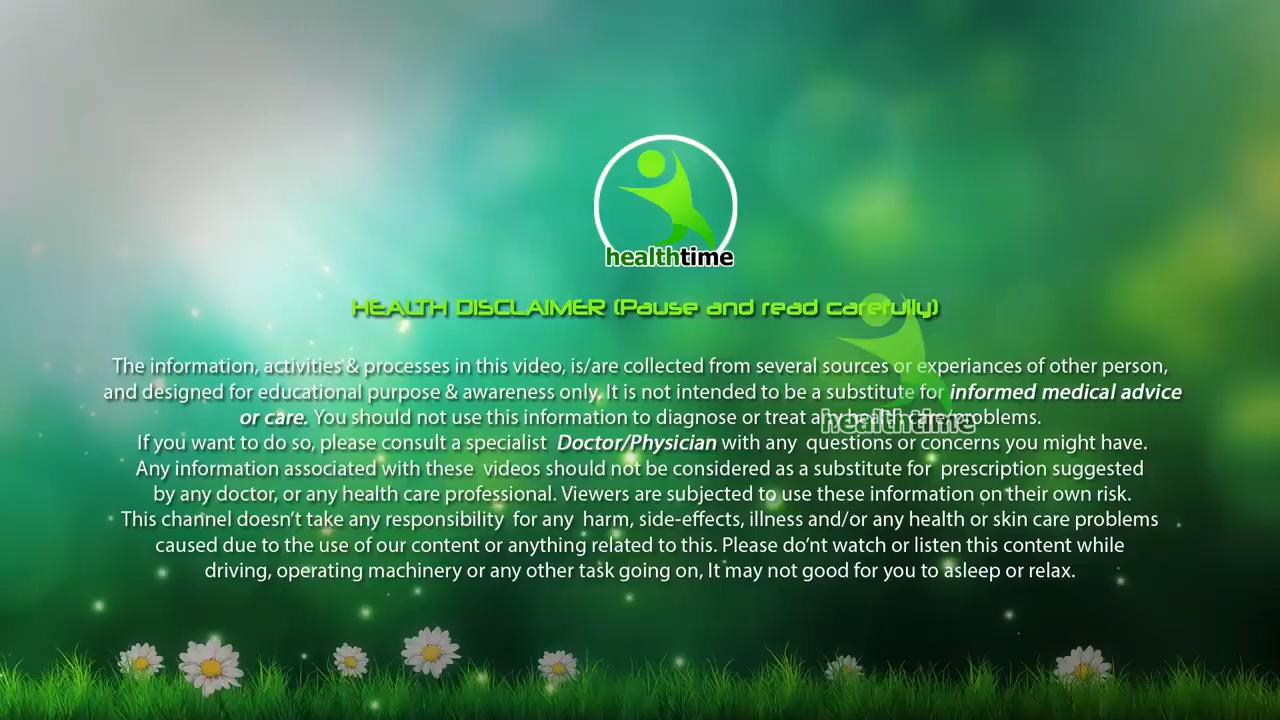 healthtime
HEALTH DISCLAIMER (Pause and read carefully)
The information, activities & processes in this video, is/are collected from several sources or experiances of other person,
and designed for educational purpose & awareness only. It is not intended to be a substitute for informed medical advice
or care. You should not use this information to diagnose or treat any health care problems.
healthtime
If you want to do so, please consult a specialist Doctor/Physician with any questions or concerns you might have.
Any information associated with these videos should not be considered as a substitute for prescription suggested
by any doctor, or any health care professional. Viewers are subjected to use these information on their own risk.
This channel doesn't take any responsibility for any harm, side-effects, illness and/or any health or skin care problems
caused due to the use of our content or anything related to this. Please do'nt watch or listen this content while
driving, operating machinery or any other task going on, It may not good for you to asleep or relax.